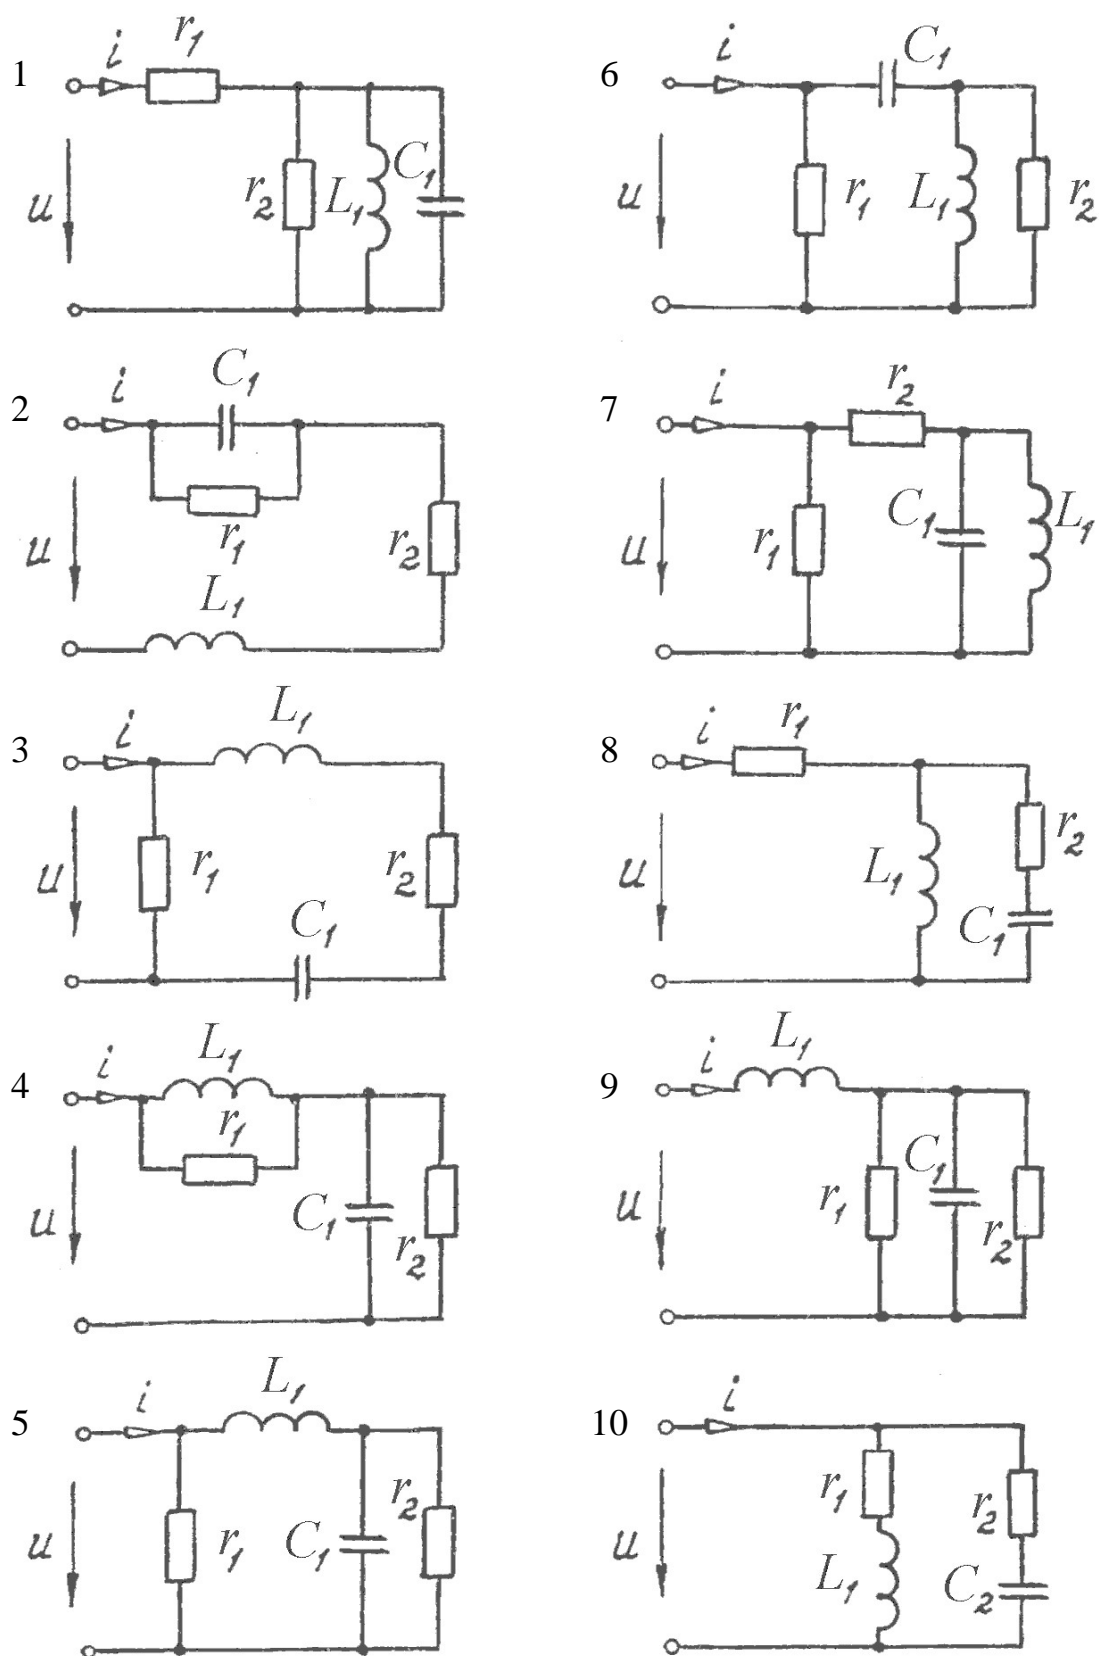 1
i
r₁
u
r₂
L₁
C₁
2
i
C₁
r₁
u
r₂
L₁
3
i
L₁
u
r₁
r₂
C₁
4
i
L₁
r₁
u
C₁
r₂
5
i
L₁
u
r₁
C₁
r₂
6
i
C₁
u
r₁
L₁
r₂
7
i
r₂
u
r₁
C₁
L₁
8
i
r₁
u
L₁
r₂
C₁
9
i
L₁
u
r₁
C₁
r₂
10
i
u
r₁
L₁
r₂
C₂